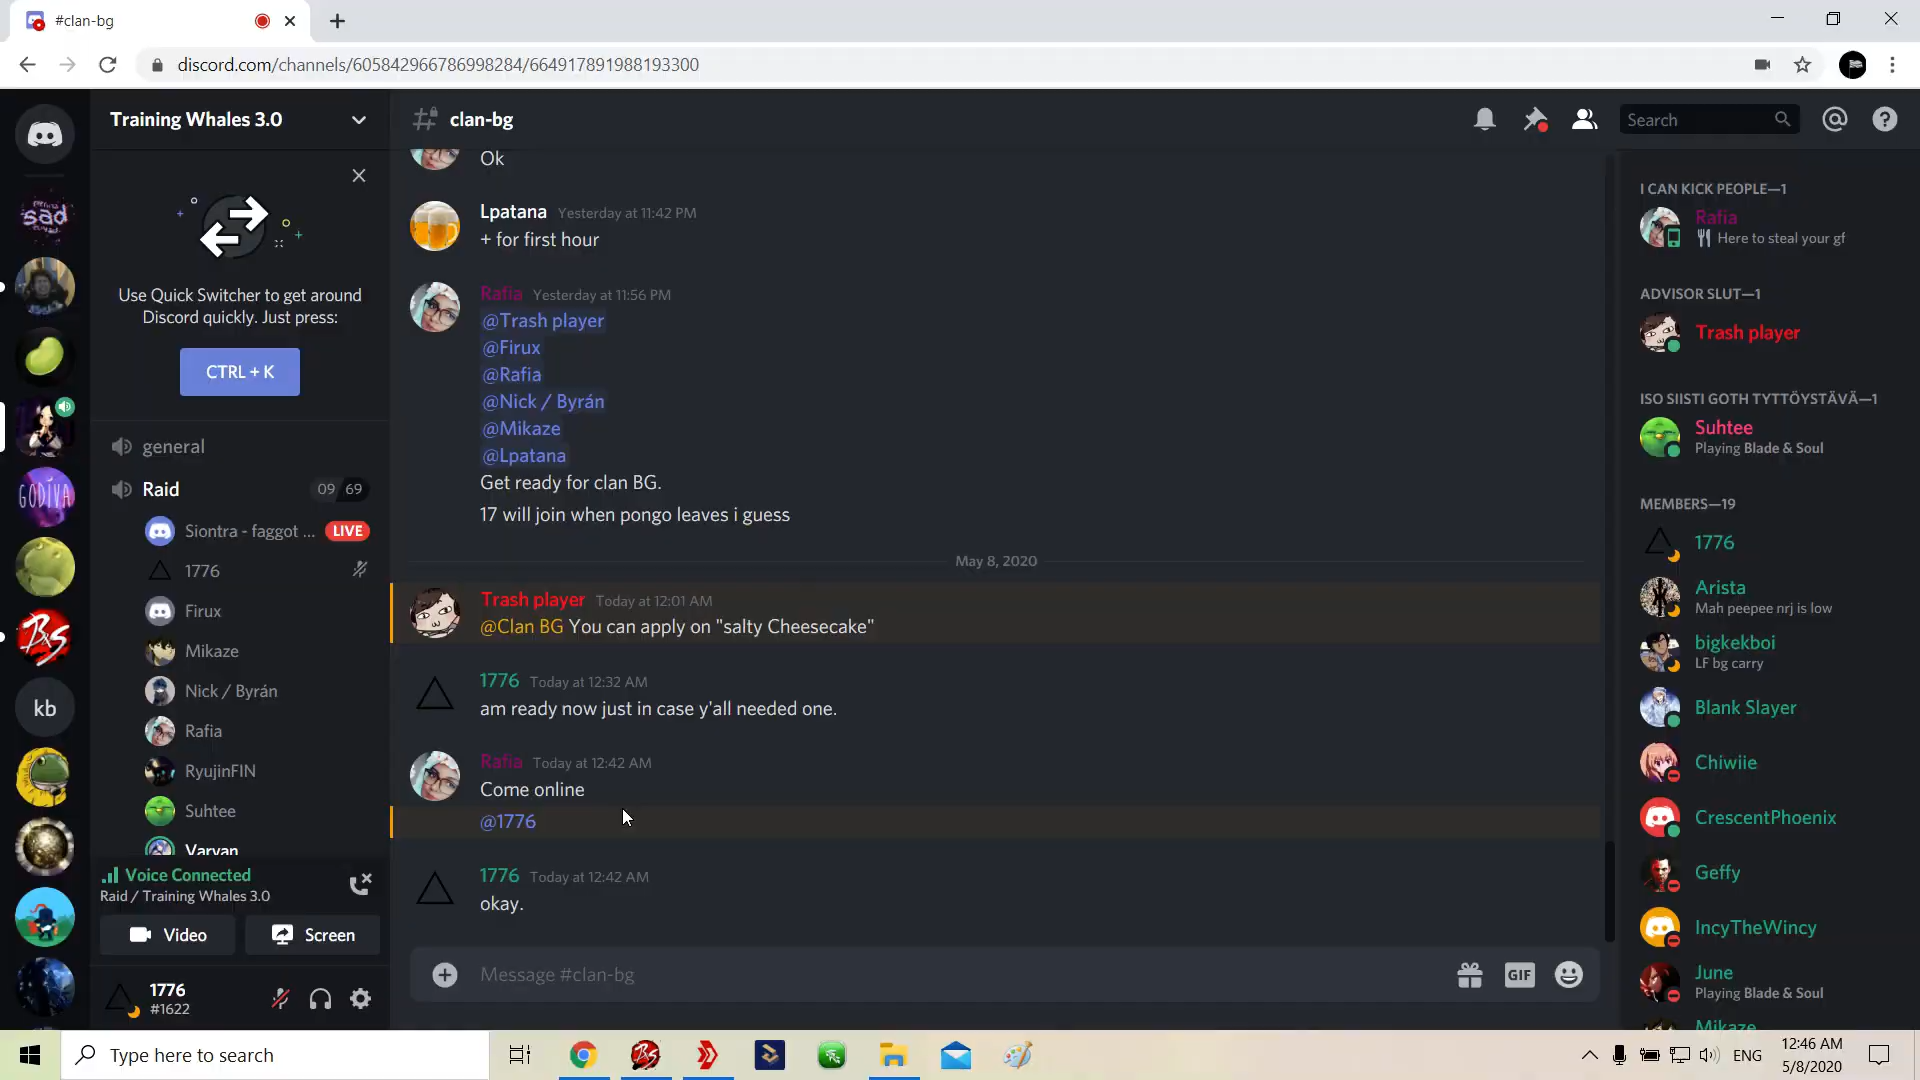 #clan-bg
discord.com/channels/605842966786998284/664917891988193300
Training Whales 3.0
clan-bg
Search
Use Quick Switcher to get around
Discord quickly. Just press:
CTRL + K
general
Raid 09 69
Siontra - faggot ... LIVE
1776
Firux
Mikaze
Nick / Byrán
Rafia
RyujinFIN
Suhtee
Varyan
Voice Connected
Raid / Training Whales 3.0
Video Screen
1776
#1622
sad
GODIVA
BS
kb
Ok
Lpatana Yesterday at 11:42 PM
+ for first hour
Rafia Yesterday at 11:56 PM
@Trash player
@Firux
@Rafia
@Nick / Byrán
@Mikaze
@Lpatana
Get ready for clan BG.
17 will join when pongo leaves i guess
May 8, 2020
Trash player Today at 12:01 AM
@Clan BG You can apply on "salty Cheesecake"
1776 Today at 12:32 AM
am ready now just in case y'all needed one.
Rafia Today at 12:42 AM
Come online
@1776
1776 Today at 12:42 AM
okay.
Message #clan-bg
GIF
I CAN KICK PEOPLE—1
Rafia
Here to steal your gf
ADVISOR SLUT—1
Trash player
ISO SIISTI GOTH TYTTÖYSTÄVÄ—1
Suhtee
Playing Blade & Soul
MEMBERS—19
1776
Arista
Mah peepee nrj is low
bigkekboi
LF bg carry
Blank Slayer
Chiwiie
CrescentPhoenix
Geffy
IncyTheWincy
June
Playing Blade & Soul
Mikaze
Type here to search
BS
ENG
12:46 AM
5/8/2020